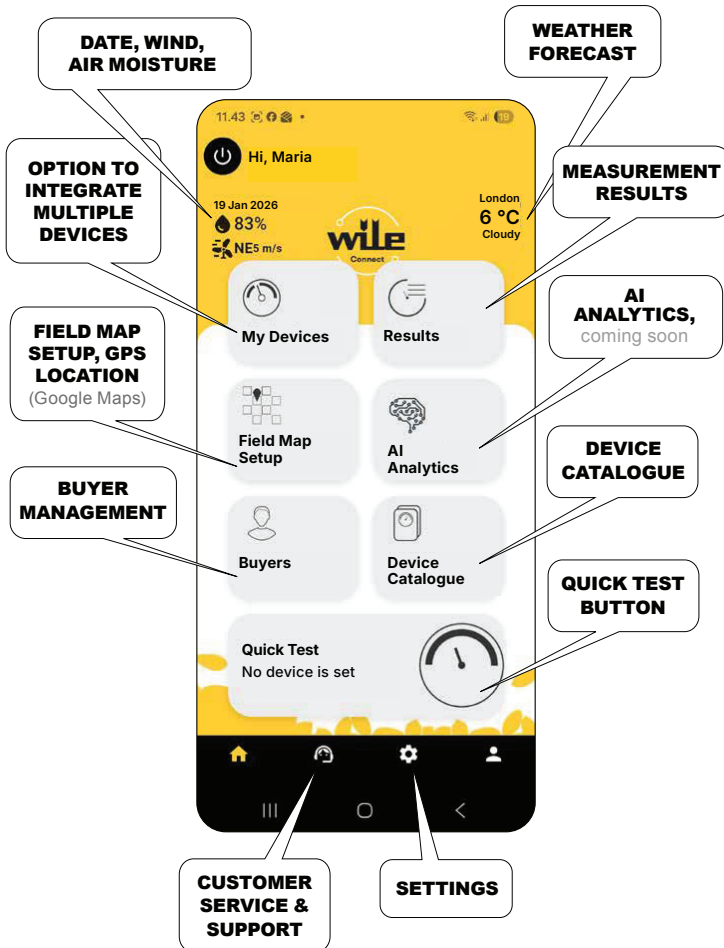 DATE, WIND,
AIR MOISTURE
WEATHER
FORECAST
11.43
19
Hi, Maria
OPTION TO
INTEGRATE
MULTIPLE
DEVICES
MEASUREMENT
RESULTS
19 Jan 2026
83%
NE5 m/s
wile
Connect
London
6 °C
Cloudy
My Devices
Results
AI
ANALYTICS,
coming soon
FIELD MAP
SETUP, GPS
LOCATION
(Google Maps)
Field Map
Setup
AI
Analytics
DEVICE
CATALOGUE
BUYER
MANAGEMENT
Buyers
Device
Catalogue
QUICK TEST
BUTTON
Quick Test
No device is set
CUSTOMER
SERVICE &
SUPPORT
SETTINGS